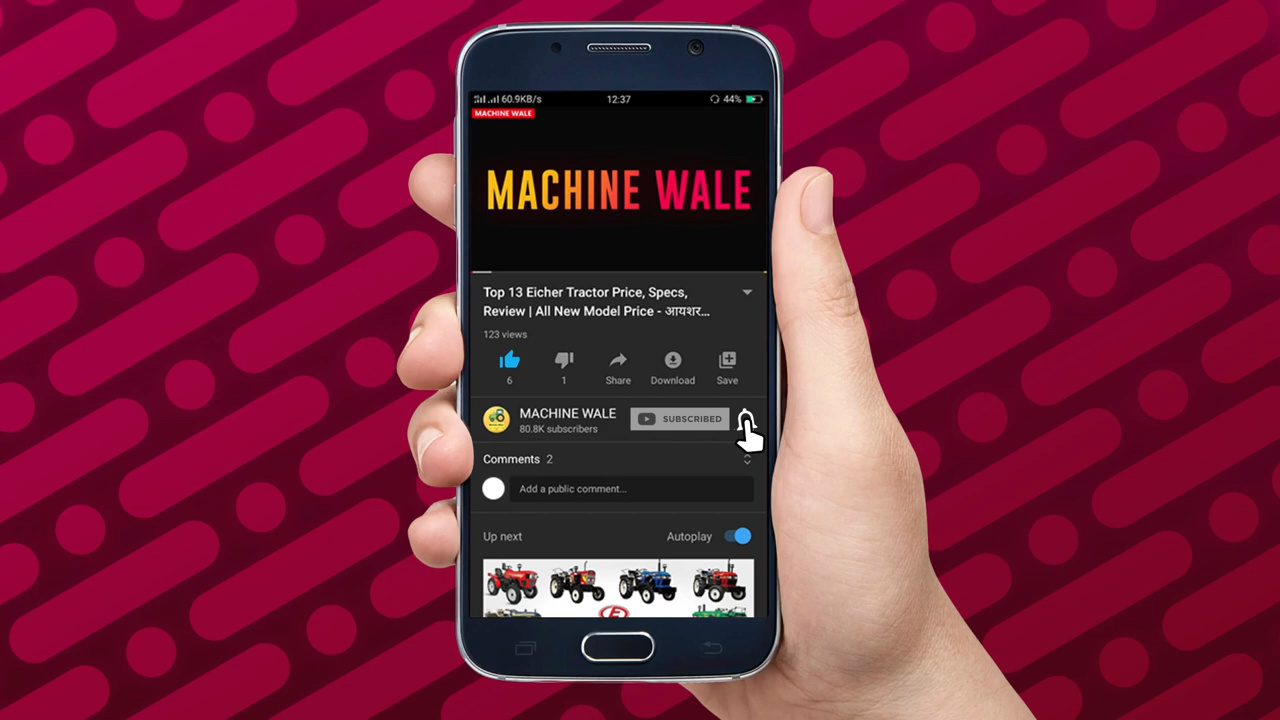 60.9KB/s 12:37 44%
MACHINE WALE
MACHINE WALE
Top 13 Eicher Tractor Price, Specs,
Review | All New Model Price - आयशर...
123 views
6 1 Share Download Save
MACHINE WALE SUBSCRIBED
80.8K subscribers
Comments 2
Add a public comment...
Up next Autoplay